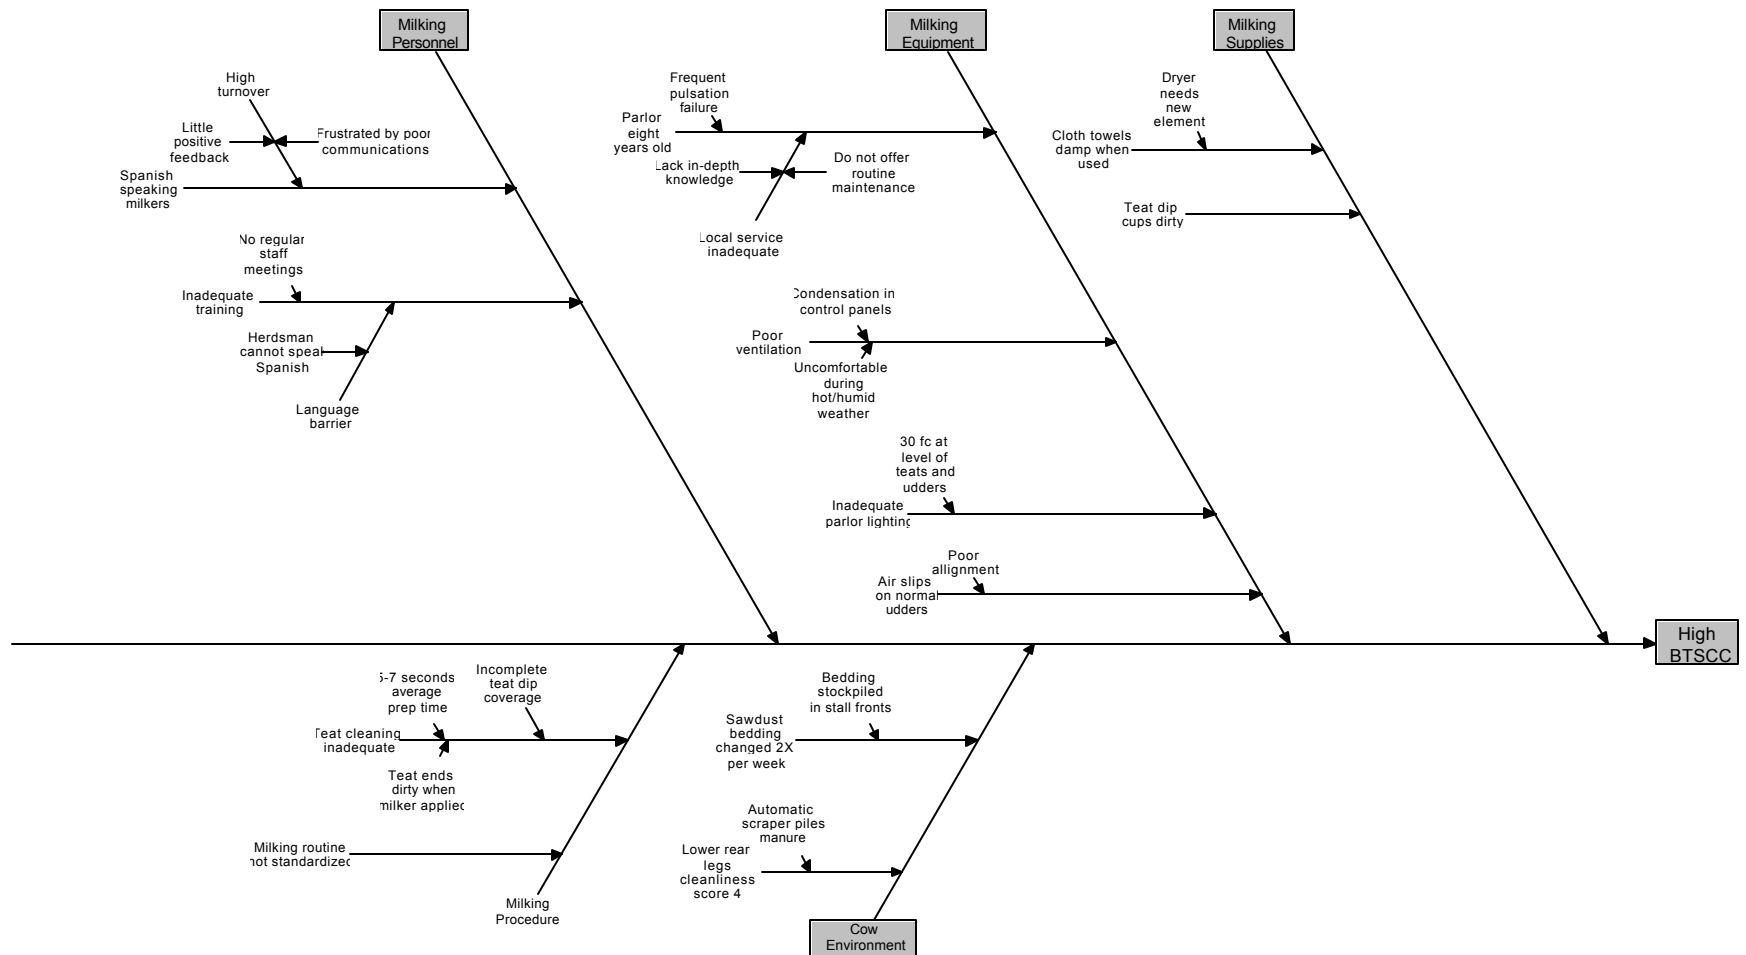 Milking
Personnel
Milking
Equipment
Milking
Supplies
High
turnover
Little
positive
feedback
Frustrated by poor
communications
Spanish
speaking
milkers
No regular
staff
meetings
Inadequate
training
Herdsman
cannot speak
Spanish
Language
barrier
Frequent
pulsation
failure
Parlor
eight
years old
Lack in-depth
knowledge
Do not offer
routine
maintenance
Local service
inadequate
Condensation in
control panels
Poor
ventilation
Uncomfortable
during
hot/humid
weather
30 fc at
level of
teats and
udders
Inadequate
parlor lighting
Poor
allignment
Air slips
on normal
udders
Dryer
needs
new
element
Cloth towels
damp when
used
Teat dip
cups dirty
High
BTSCC
-7 seconds
average
prep time
Incomplete
teat dip
coverage
Teat cleaning
inadequate
Teat ends
dirty when
milker applied
Milking routine
not standardized
Milking
Procedure
Bedding
stockpiled
in stall fronts
Sawdust
bedding
changed 2X
per week
Automatic
scraper piles
manure
Lower rear
legs
cleanliness
score 4
Cow
Environment